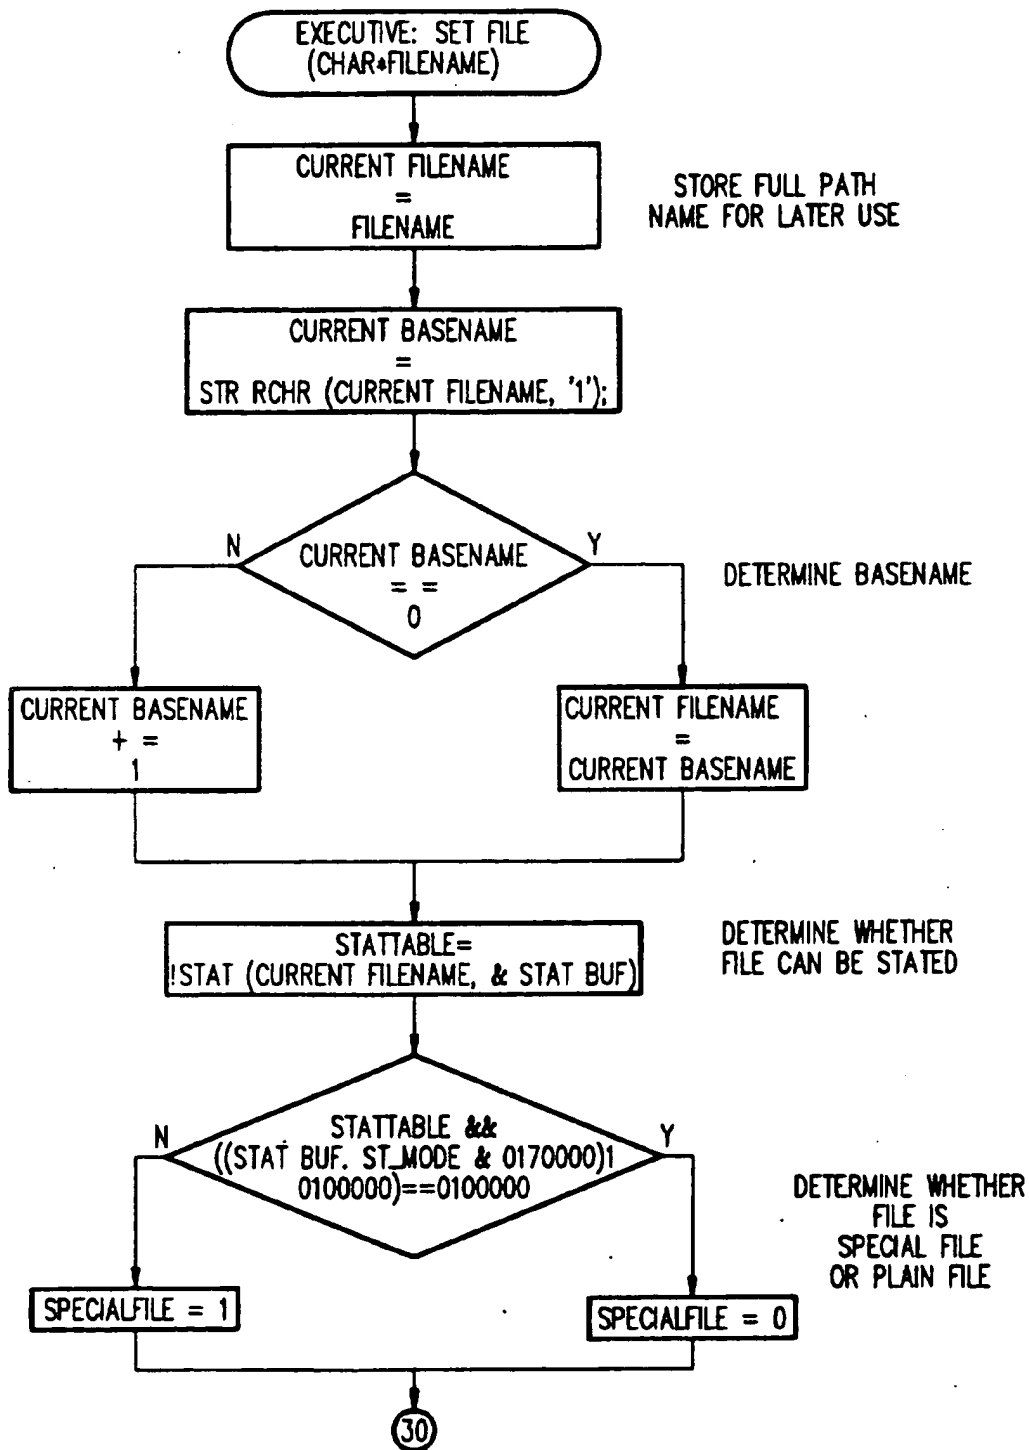 EXECUTIVE: SET FILE
(CHAR*FILENAME)
CURRENT FILENAME
=
FILENAME
STORE FULL PATH
NAME FOR LATER USE
CURRENT BASENAME
=
STR RCHR (CURRENT FILENAME, '1');
N
CURRENT BASENAME
= =
0
Y
DETERMINE BASENAME
CURRENT BASENAME
+ =
1
CURRENT FILENAME
=
CURRENT BASENAME
STATTABLE=
!STAT (CURRENT FILENAME, & STAT BUF)
DETERMINE WHETHER
FILE CAN BE STATED
N
STATTABLE &&
((STAT BUF. ST_MODE & 0170000)1
0100000)==0100000
Y
DETERMINE WHETHER
FILE IS
SPECIAL FILE
OR PLAIN FILE
SPECIALFILE = 1
SPECIALFILE = 0
30